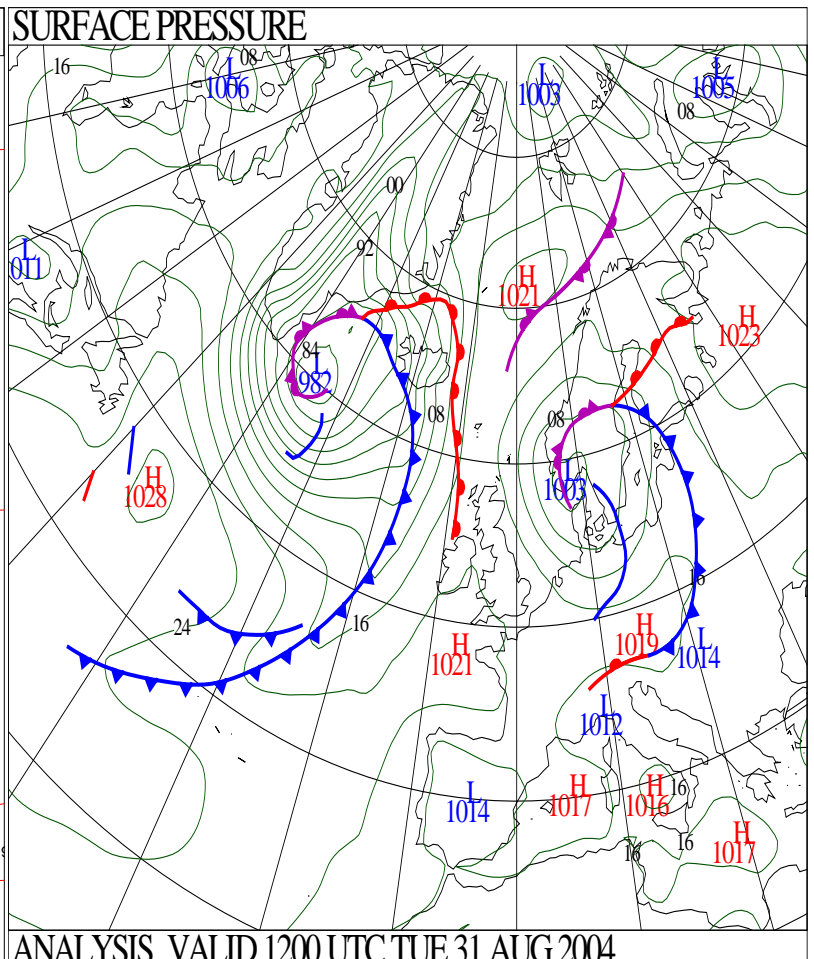 SURFACE PRESSURE
16
L
1006
08
L
1003
L
1005
08
00
92
L
011
H
1021
H
1023
84
L
982
08
08
H
1028
L
1003
16
24
16
H
1021
H
1019
L
1014
L
1012
L
1014
H
1017
H
1016
16
16
16
H
1017
ANALYSIS VALID 1200 UTC TUE 31 AUG 2004